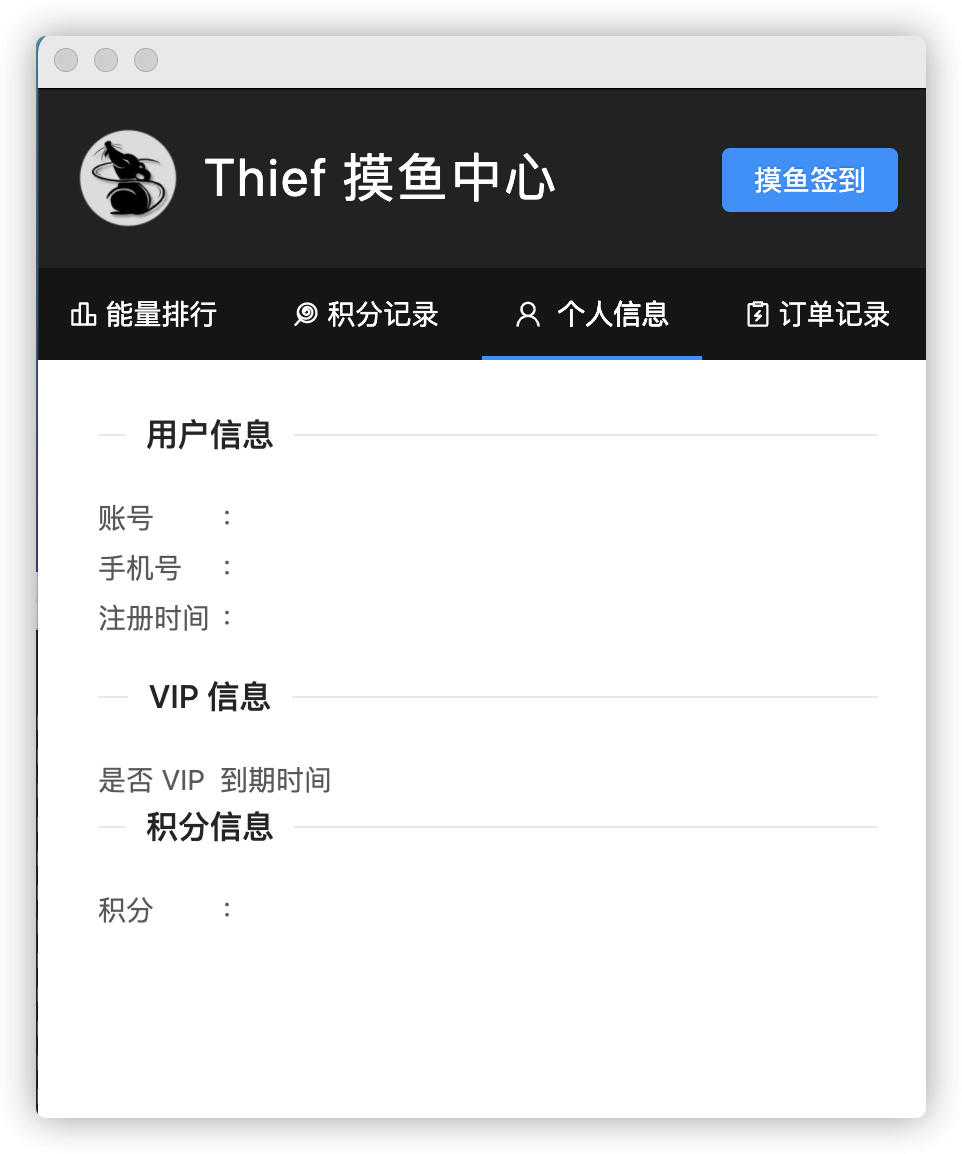 Thief 摸鱼中心
摸鱼签到
能量排行 积分记录 个人信息 订单记录
用户信息
账号 :
手机号 :
注册时间 :
VIP 信息
是否 VIP 到期时间
积分信息
积分 :